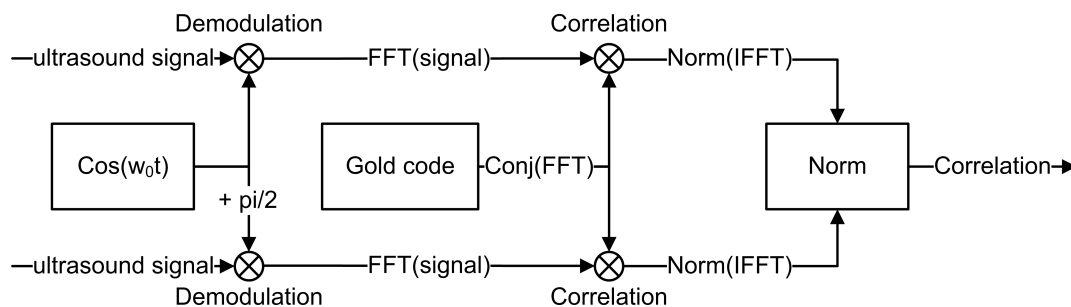 Demodulation
Correlation
ultrasound signal
FFT(signal)
Norm(IFFT)
Cos(w₀t)
Gold code
Conj(FFT)
Norm
Correlation
+ pi/2
ultrasound signal
FFT(signal)
Norm(IFFT)
Demodulation
Correlation